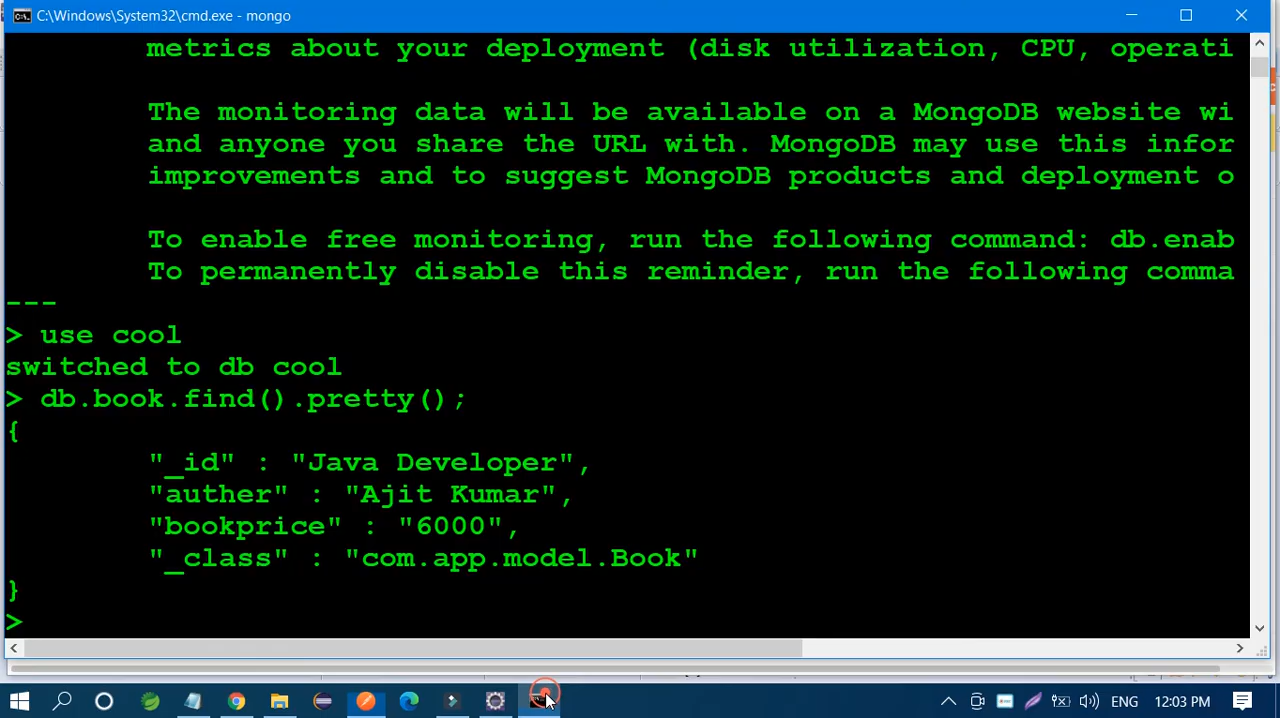 C:\Windows\System32\cmd.exe - mongo
metrics about your deployment (disk utilization, CPU, operati
The monitoring data will be available on a MongoDB website wi
and anyone you share the URL with. MongoDB may use this infor
improvements and to suggest MongoDB products and deployment o
To enable free monitoring, run the following command: db.enab
To permanently disable this reminder, run the following comma
---
> use cool
switched to db cool
> db.book.find().pretty();
{
"_id" : "Java Developer",
"auther" : "Ajit Kumar",
"bookprice" : "6000",
"_class" : "com.app.model.Book"
}
>
ENG 12:03 PM